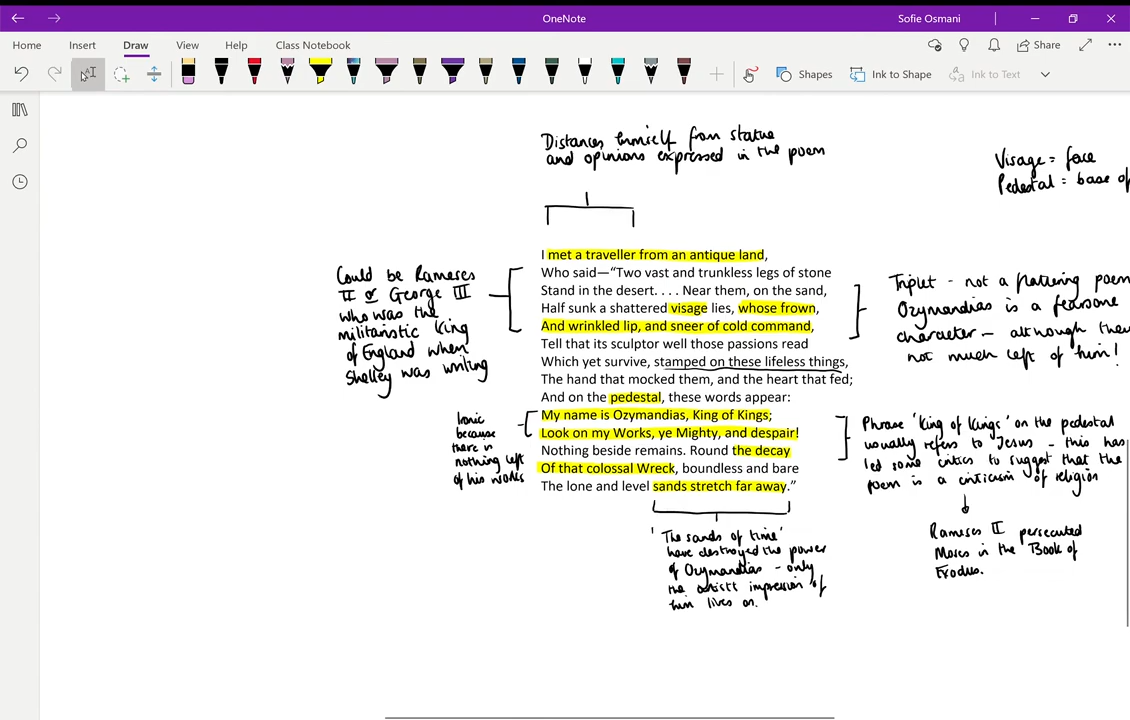 OneNote
Sofie Osmani
Home
Insert
Draw
View
Help
Class Notebook
Share
Shapes
Ink to Shape
Ink to Text
Distances himself from statue
and opinions expressed in the poem
Visage = face
Pedestal = base of
Could be Rameses
II or George III
who was the
militaristic king
of England when
Shelley was writing
I met a traveller from an antique land,
Who said—“Two vast and trunkless legs of stone
Stand in the desert. . . . Near them, on the sand,
Half sunk a shattered visage lies, whose frown,
And wrinkled lip, and sneer of cold command,
Tell that its sculptor well those passions read
Which yet survive, stamped on these lifeless things,
The hand that mocked them, and the heart that fed;
And on the pedestal, these words appear:
My name is Ozymandias, King of Kings;
Look on my Works, ye Mighty, and despair!
Nothing beside remains. Round the decay
Of that colossal Wreck, boundless and bare
The lone and level sands stretch far away.”
Triplet - not a flattering poem
Ozymandias is a fearsome
character - although
not much left of him!
Ironic
because
there is
nothing left
of his works
Phrase 'King of Kings' on the pedestal
usually refers to Jesus - this has
led some critics to suggest that the
poem is a criticism of religion
Rameses II persecuted
Moses in the Book of
Exodus.
'The sands of time'
have destroyed the power
of Ozymandias - only
the artist's impression of
him lives on.